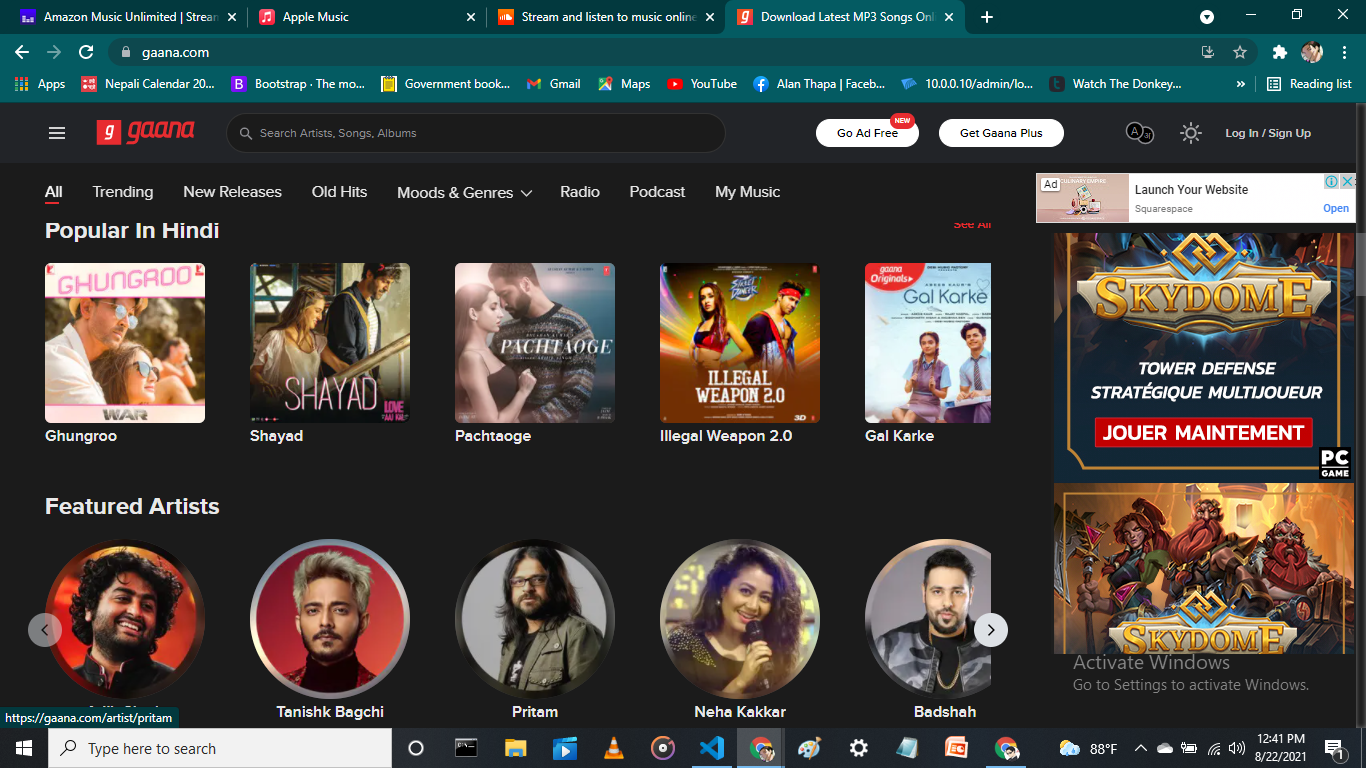 Amazon Music Unlimited | Strean
Apple Music
Stream and listen to music online
Download Latest MP3 Songs Onl
gaana.com
Apps
Nepali Calendar 20...
Bootstrap · The mo...
Government book...
Gmail
Maps
YouTube
Alan Thapa | Faceb...
10.0.0.10/admin/lo...
Watch The Donkey...
»
Reading list
g gaana
Search Artists, Songs, Albums
Go Ad Free
NEW
Get Gaana Plus
Log In / Sign Up
All
Trending
New Releases
Old Hits
Moods & Genres
Radio
Podcast
My Music
Ad
Launch Your Website
Squarespace
Open
Popular In Hindi
See All
GHUNGROO
WAR
SHAYAD
LOVE
PACHTAOGE
STREET DANCER
ILLEGAL
WEAPON 2.0
3D
gaana
Originals
Gal Karke
Ghungroo
Shayad
Pachtaoge
Illegal Weapon 2.0
Gal Karke
SKYDOME
TOWER DEFENSE
STRATÉGIQUE MULTIJOUEUR
JOUER MAINTEMENT
PC
GAME
SKYDOME
Featured Artists
Tanishk Bagchi
Pritam
Neha Kakkar
Badshah
Activate Windows
Go to Settings to activate Windows.
https://gaana.com/artist/pritam
Type here to search
88°F
12:41 PM
8/22/2021
1